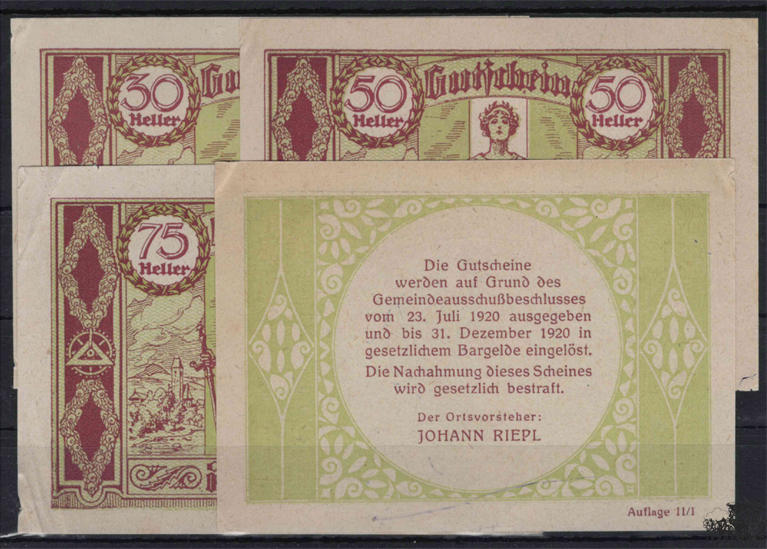 30
Heller
50
Heller
Gutschein
50
Heller
75
Heller
Die Gutscheine
werden auf Grund des
Gemeindeausschußbeschlusses
vom 23. Juli 1920 ausgegeben
und bis 31. Dezember 1920 in
gesetzlichem Bargelde eingelöst.
Die Nachahmung dieses Scheines
wird gesetzlich bestraft.
Der Ortsvorsteher:
JOHANN RIEPL
Auflage 11/I